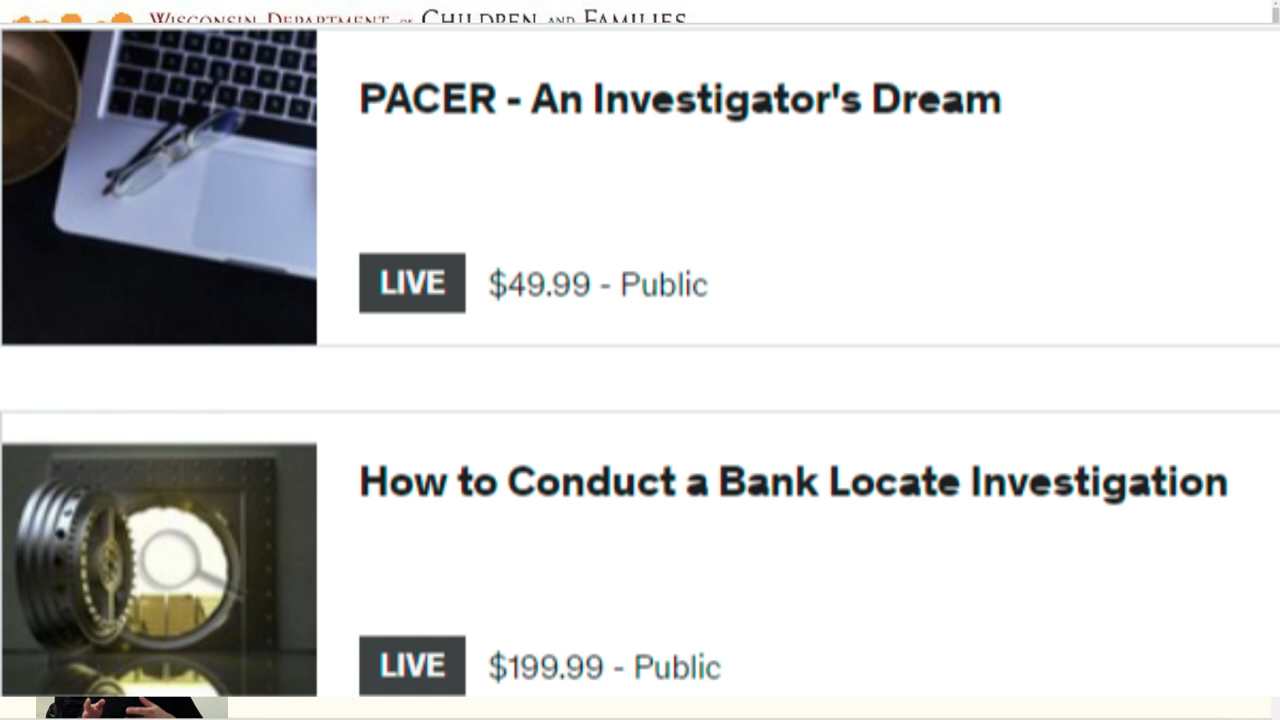 WISCONSIN DEPARTMENT OF CHILDREN AND FAMILIES
PACER - An Investigator's Dream
LIVE $49.99 - Public
How to Conduct a Bank Locate Investigation
LIVE $199.99 - Public